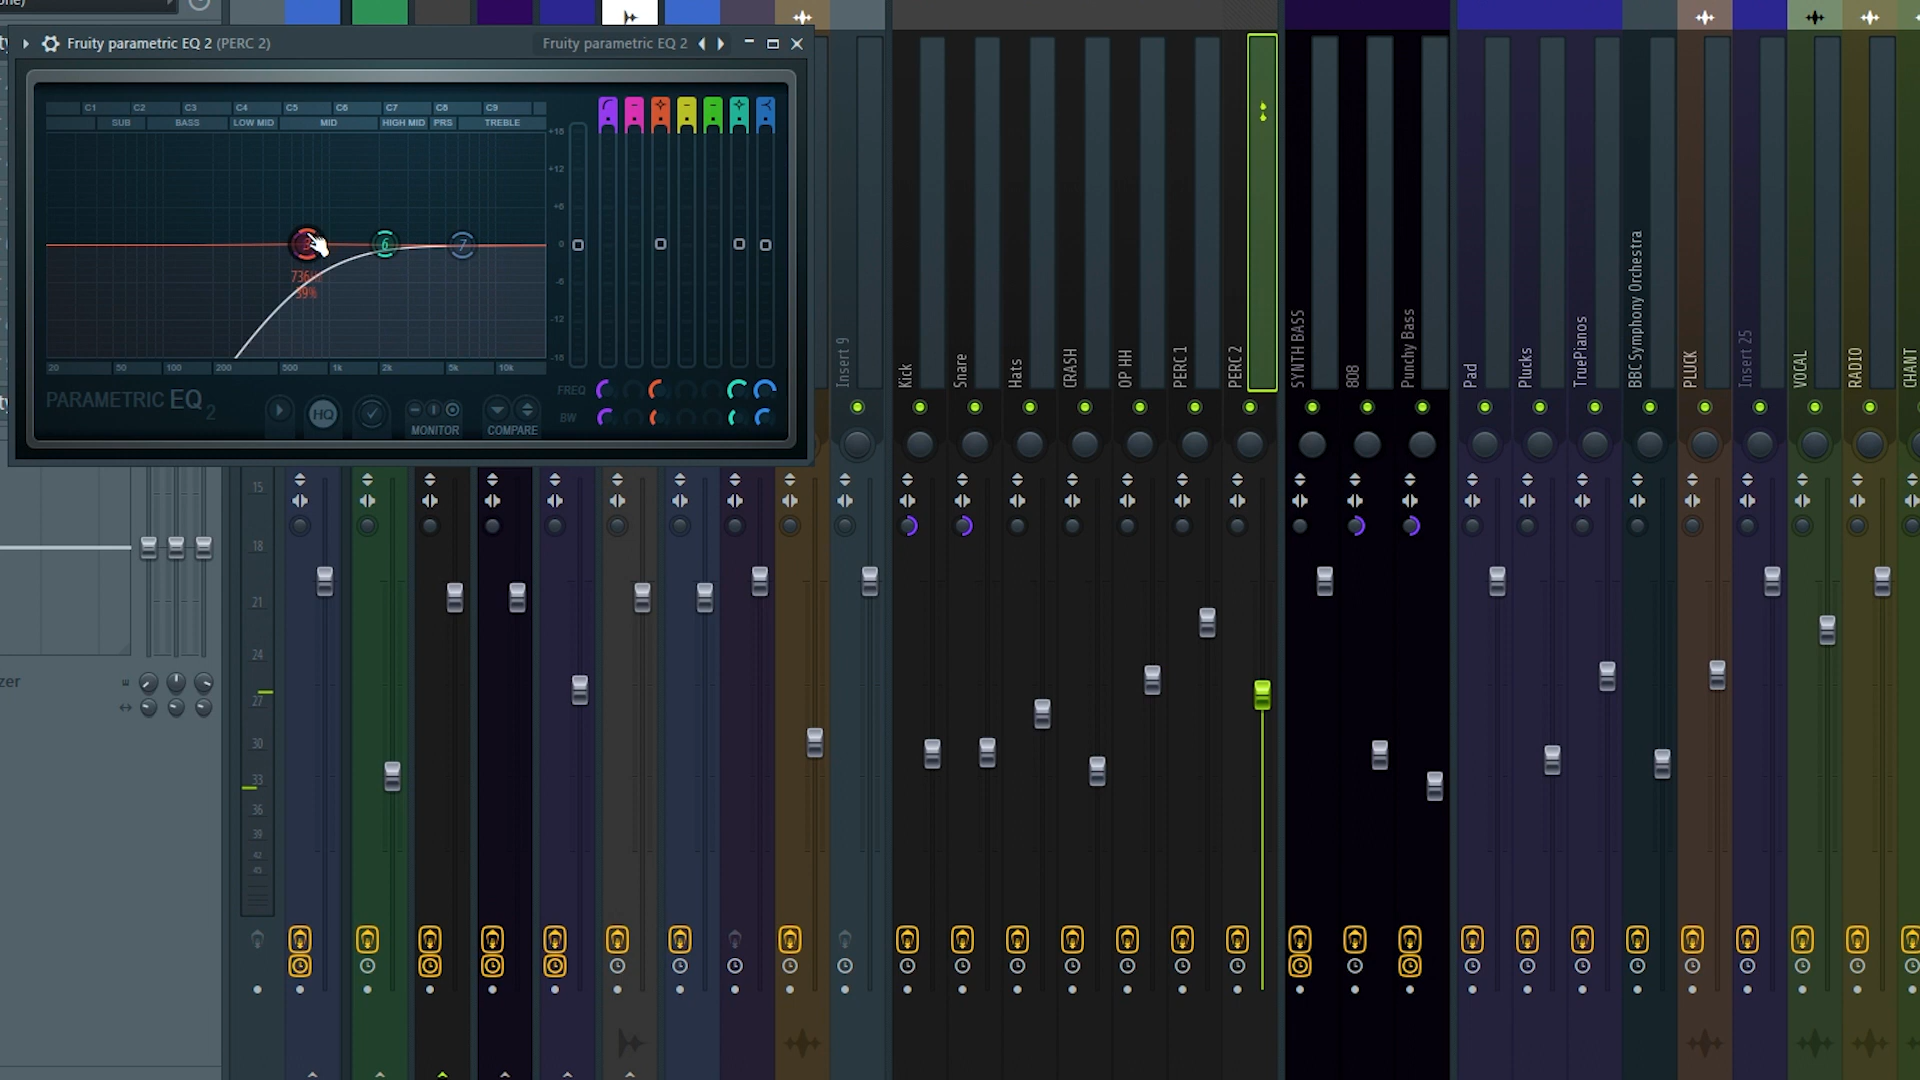 Fruity parametric EQ 2 (PERC 2)
Fruity parametric EQ 2
C1 C2 C3 C4 C5 C6 C7 C8 C9
SUB BASS LOW MID MID HIGH MID PRS TREBLE
+18
+12
+6
0
-6
-12
-18
3 6 7
736
39%
20 50 100 200 500 1k 2k 5k 10k
FREQ
BW
PARAMETRIC EQ 2
HQ
MONITOR
COMPARE
Insert 9
Kick
Snare
Hats
CRASH
OP HH
PERC 1
PERC 2
SYNTH BASS
808
Punchy Bass
Pad
Plucks
TruePianos
BBC Symphony Orchestra
PLUCK
Insert 25
VOCAL
RADIO
CHANT
15
18
21
24
27
30
33
36
39
42
45
zer